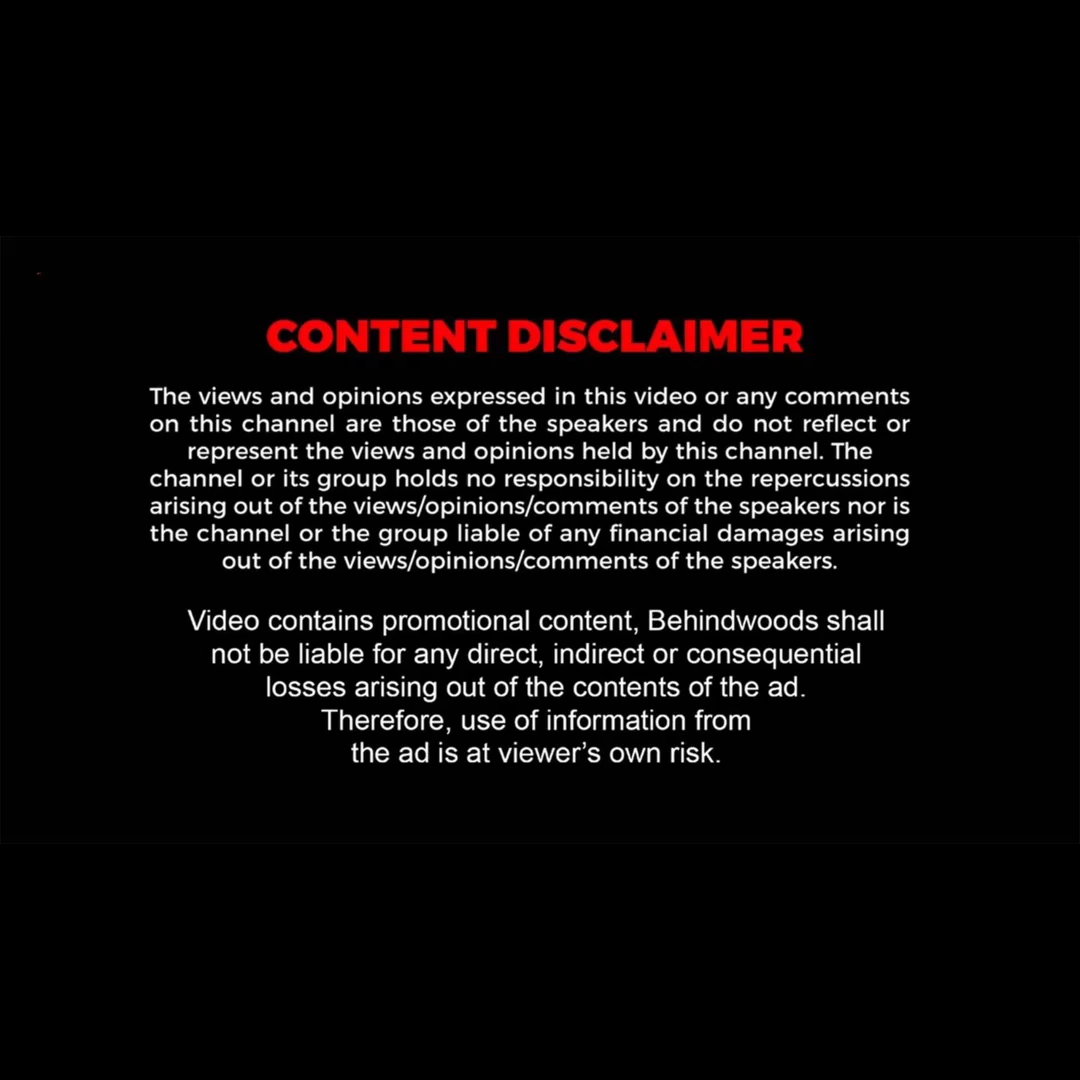 CONTENT DISCLAIMER
The views and opinions expressed in this video or any comments
on this channel are those of the speakers and do not reflect or
represent the views and opinions held by this channel. The
channel or its group holds no responsibility on the repercussions
arising out of the views/opinions/comments of the speakers nor is
the channel or the group liable of any financial damages arising
out of the views/opinions/comments of the speakers.
Video contains promotional content, Behindwoods shall
not be liable for any direct, indirect or consequential
losses arising out of the contents of the ad.
Therefore, use of information from
the ad is at viewer’s own risk.